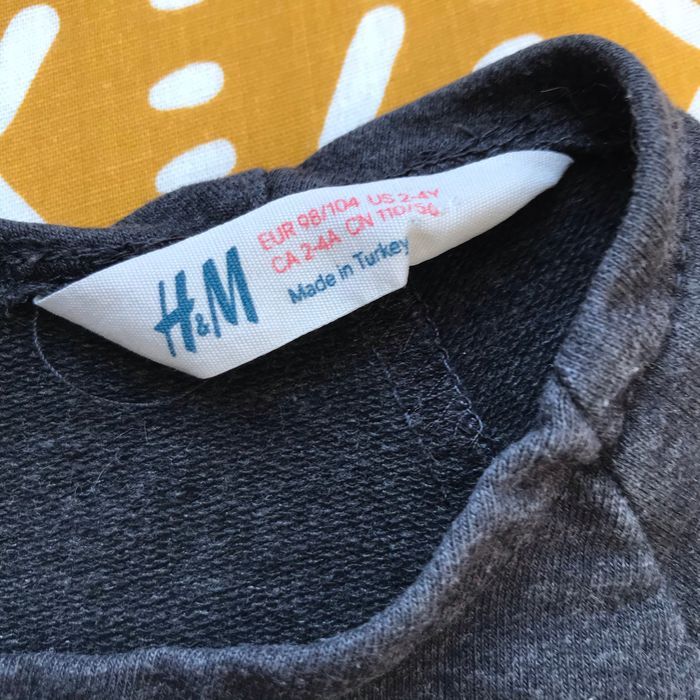 H&M
EUR 98/104 US 2-4Y
CA 2-4A CN 110/56
Made in Turkey